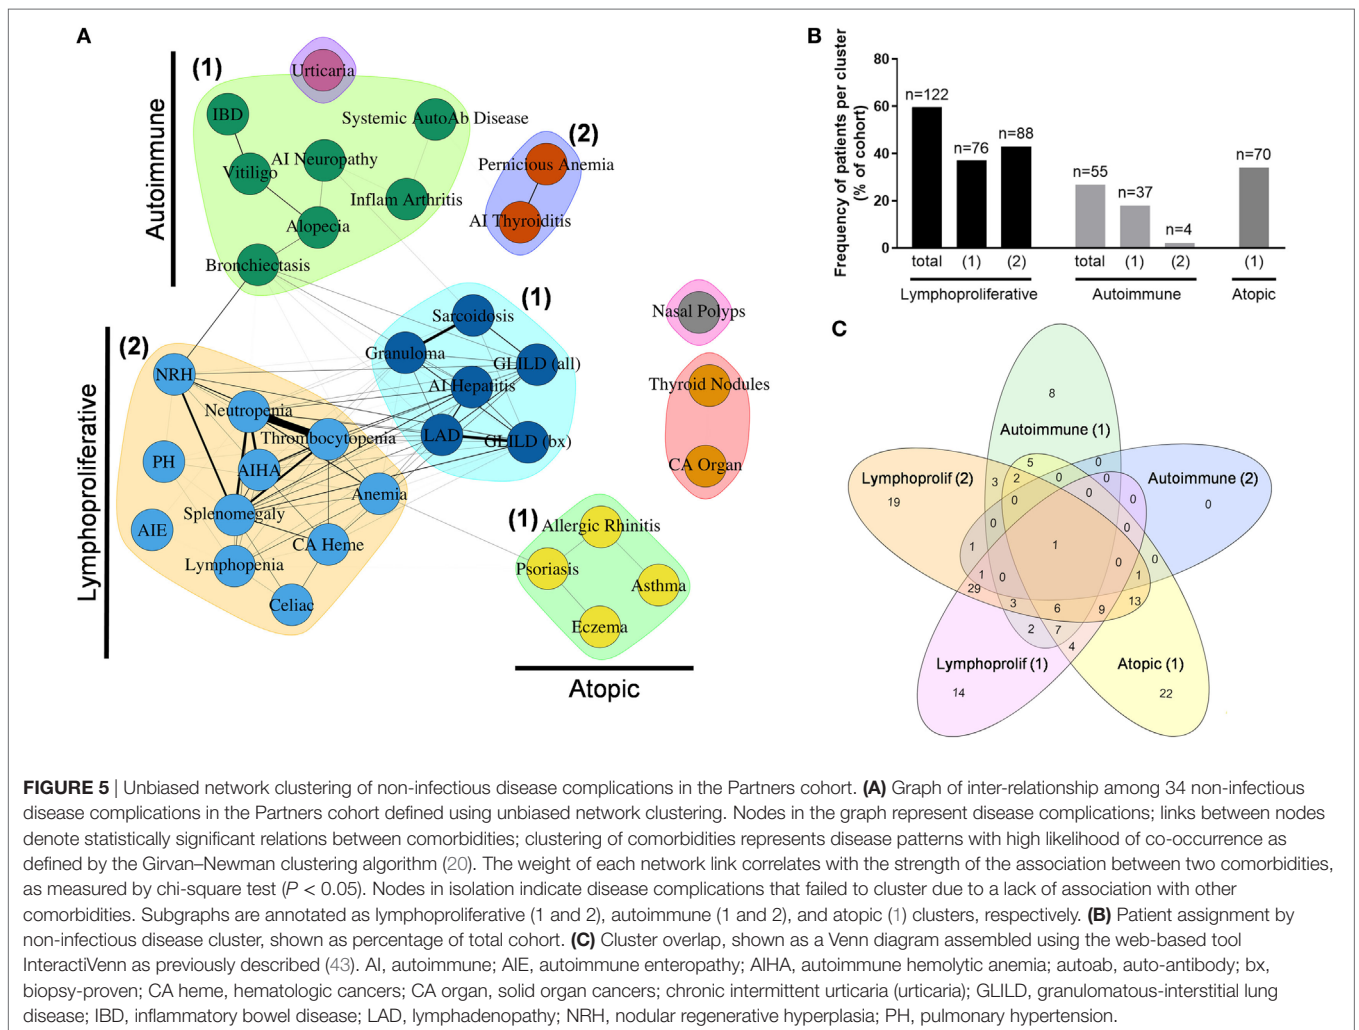 A
Autoimmune
(1)
Urticaria
IBD
Systemic AutoAb Disease
AI Neuropathy
Vitiligo
Inflam Arthritis
Alopecia
Bronchiectasis
(2)
Pernicious Anemia
AI Thyroiditis
(1)
Sarcoidosis
Granuloma
GLILD (all)
AI Hepatitis
LAD
GLILD (bx)
Nasal Polyps
Thyroid Nodules
CA Organ
Lymphoproliferative
(2)
NRH
Neutropenia
Thrombocytopenia
PH
AIHA
Anemia
Splenomegaly
AIE
CA Heme
Lymphopenia
Celiac
(1)
Allergic Rhinitis
Psoriasis
Asthma
Eczema
Atopic
B
Frequency of patients per cluster
(% of cohort)
80
60
40
20
0
n=122
n=76
n=88
n=55
n=37
n=4
n=70
total (1) (2)
total (1) (2)
(1)
Lymphoproliferative
Autoimmune
Atopic
C
8
Autoimmune (1)
5
0
Lymphoprolif (2)
3
2
0
0
Autoimmune (2)
19
0
0
0
0
0
1
1
0
0
1
0
1
29
3
6
9
13
2
7
4
Lymphoprolif (1)
Atopic (1)
14
22
FIGURE 5 | Unbiased network clustering of non-infectious disease complications in the Partners cohort. (A) Graph of inter-relationship among 34 non-infectious
disease complications in the Partners cohort defined using unbiased network clustering. Nodes in the graph represent disease complications; links between nodes
denote statistically significant relations between comorbidities; clustering of comorbidities represents disease patterns with high likelihood of co-occurrence as
defined by the Girvan–Newman clustering algorithm (20). The weight of each network link correlates with the strength of the association between two comorbidities,
as measured by chi-square test (P < 0.05). Nodes in isolation indicate disease complications that failed to cluster due to a lack of association with other
comorbidities. Subgraphs are annotated as lymphoproliferative (1 and 2), autoimmune (1 and 2), and atopic (1) clusters, respectively. (B) Patient assignment by
non-infectious disease cluster, shown as percentage of total cohort. (C) Cluster overlap, shown as a Venn diagram assembled using the web-based tool
InteractiVenn as previously described (43). AI, autoimmune; AIE, autoimmune enteropathy; AIHA, autoimmune hemolytic anemia; autoab, auto-antibody; bx,
biopsy-proven; CA heme, hematologic cancers; CA organ, solid organ cancers; chronic intermittent urticaria (urticaria); GLILD, granulomatous-interstitial lung
disease; IBD, inflammatory bowel disease; LAD, lymphadenopathy; NRH, nodular regenerative hyperplasia; PH, pulmonary hypertension.